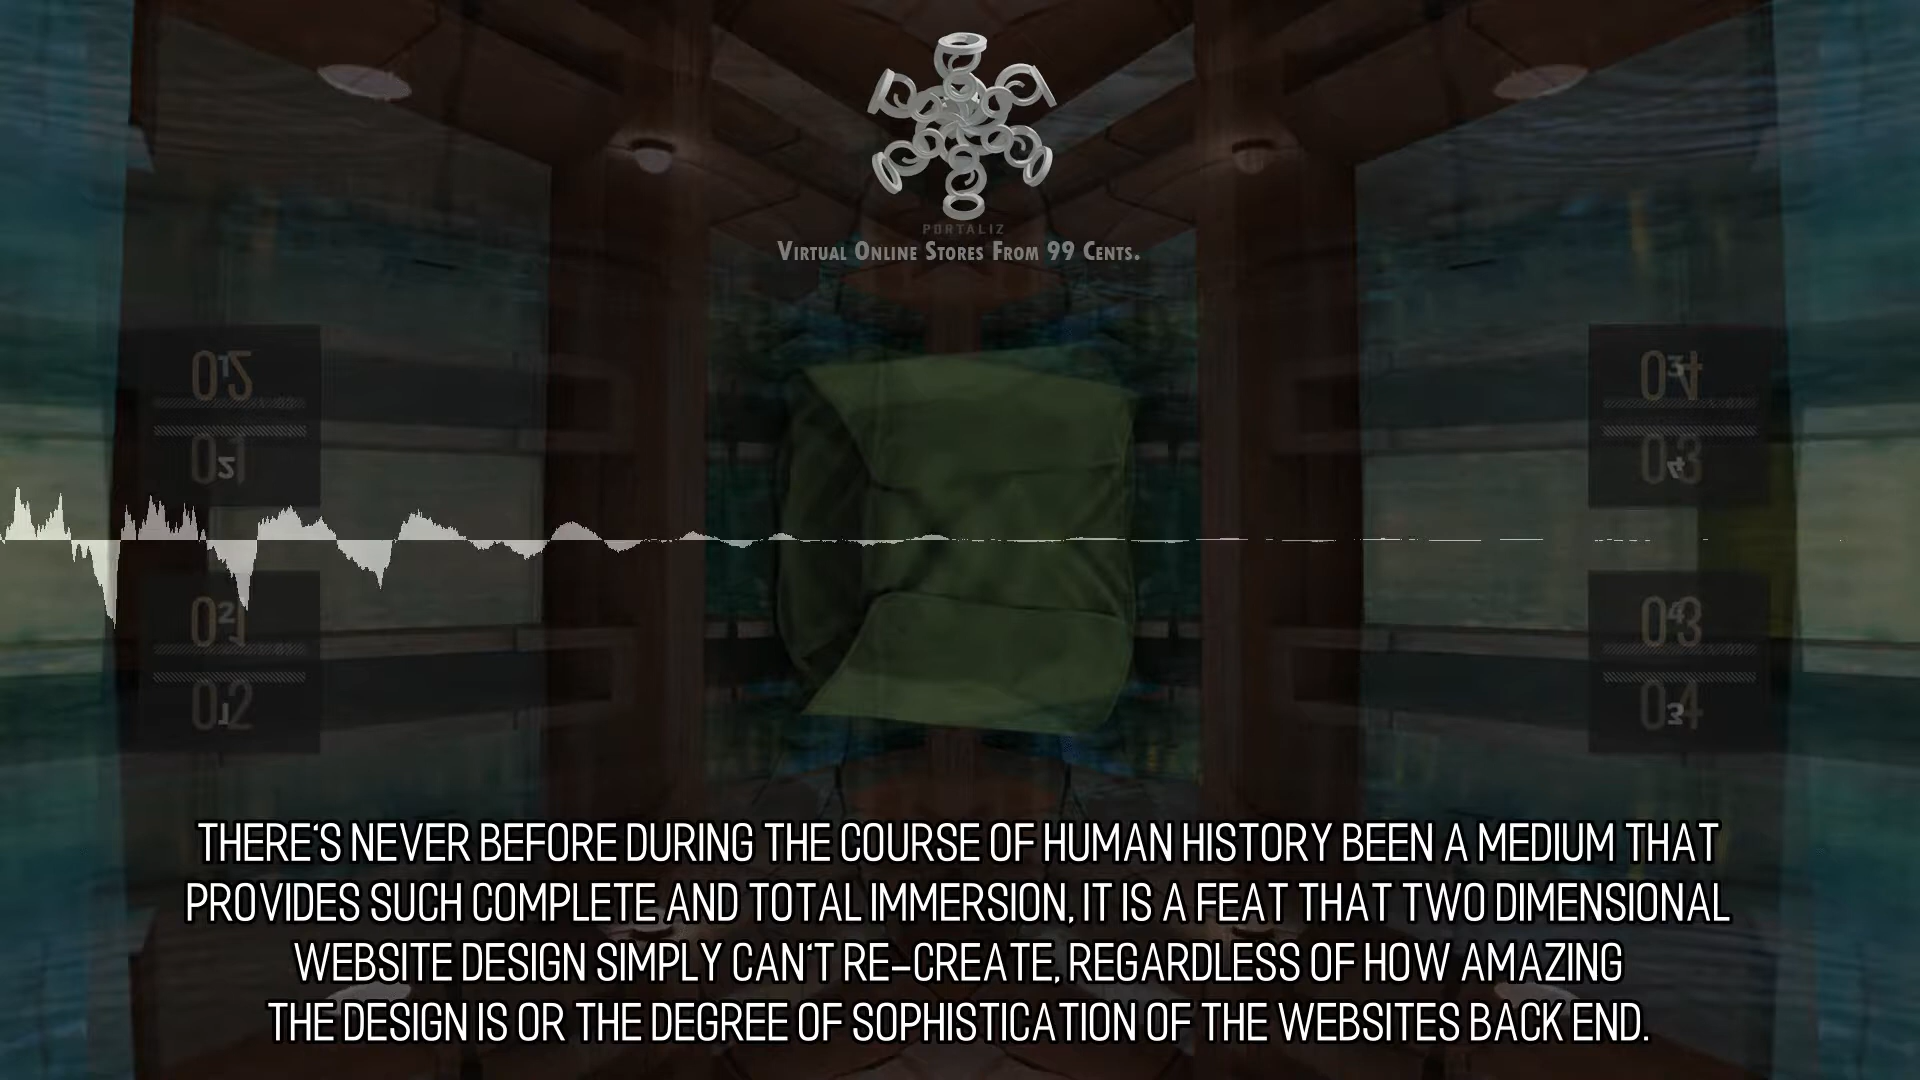 PORTALIZ
Virtual Online Stores From 99 Cents.
THERE'S NEVER BEFORE DURING THE COURSE OF HUMAN HISTORY BEEN A MEDIUM THAT
PROVIDES SUCH COMPLETE AND TOTAL IMMERSION, IT IS A FEAT THAT TWO DIMENSIONAL
WEBSITE DESIGN SIMPLY CAN'T RE-CREATE, REGARDLESS OF HOW AMAZING
THE DESIGN IS OR THE DEGREE OF SOPHISTICATION OF THE WEBSITES BACK END.